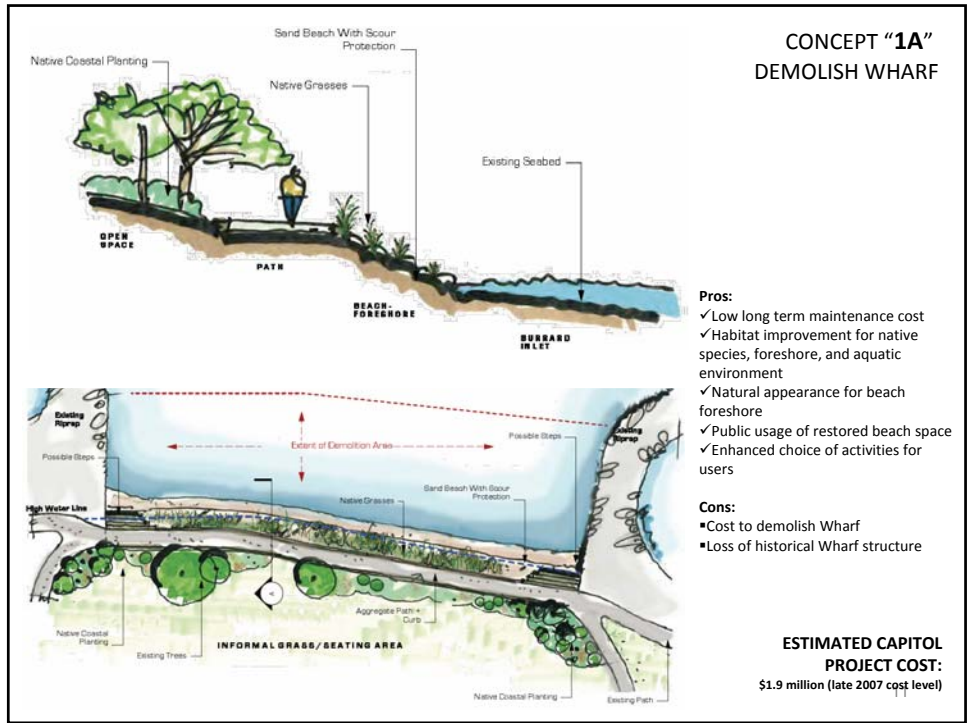 CONCEPT “1A”
DEMOLISH WHARF
Sand Beach With Scour
Protection
Native Coastal Planting
Native Grasses
Existing Seabed
OPEN
SPACE
PATH
BEACH-
FORESHORE
BURRARD
INLET
Pros:
✓Low long term maintenance cost
✓Habitat improvement for native
species, foreshore, and aquatic
environment
✓Natural appearance for beach
foreshore
✓Public usage of restored beach space
✓Enhanced choice of activities for
users
Cons:
▪Cost to demolish Wharf
▪Loss of historical Wharf structure
Existing
Riprap
Possible Steps
Extent of Demolition Area
Possible Steps
Existing
Riprap
High Water Line
Native Grasses
Sand Beach With Scour
Protection
Native Coastal
Planting
Existing Trees
Aggregate Path +
Curb
INFORMAL GRASS/SEATING AREA
Native Coastal Planting
Existing Path
ESTIMATED CAPITOL
PROJECT COST:
$1.9 million (late 2007 cost level)
11